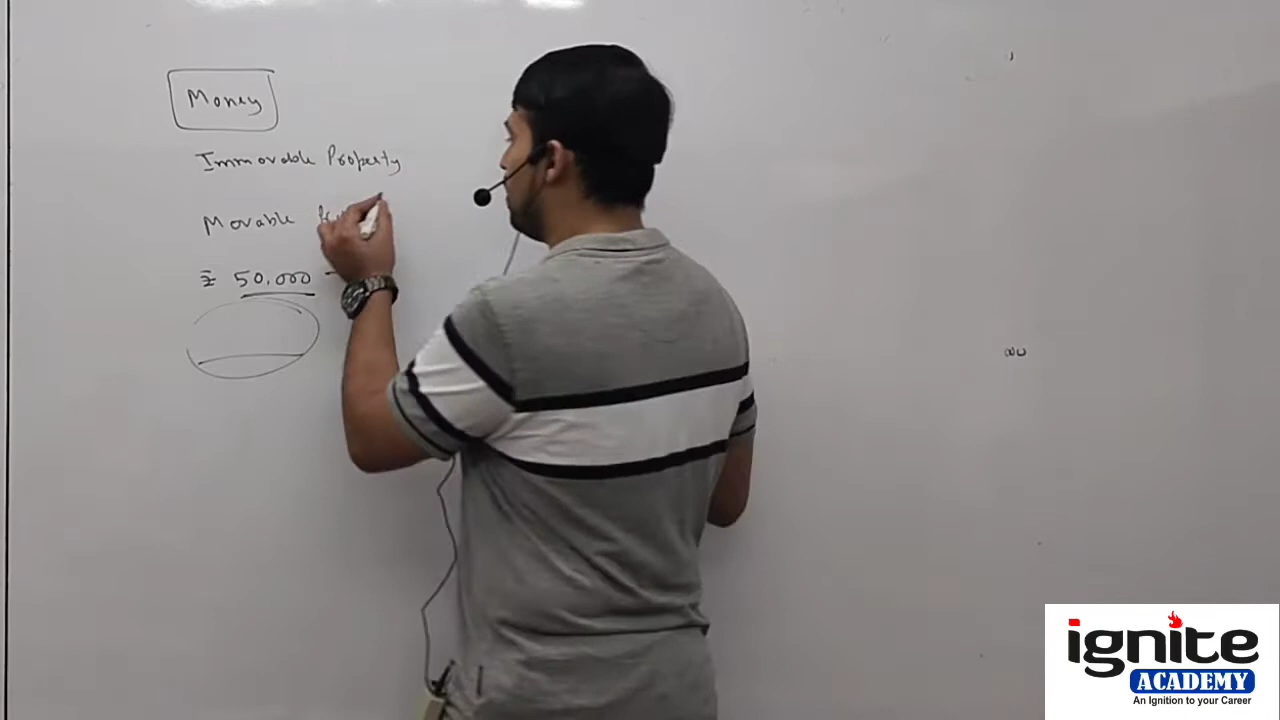 Money
Immovable Property
Movable
₹ 50,000 -
ignite
ACADEMY
An Ignition to your Career